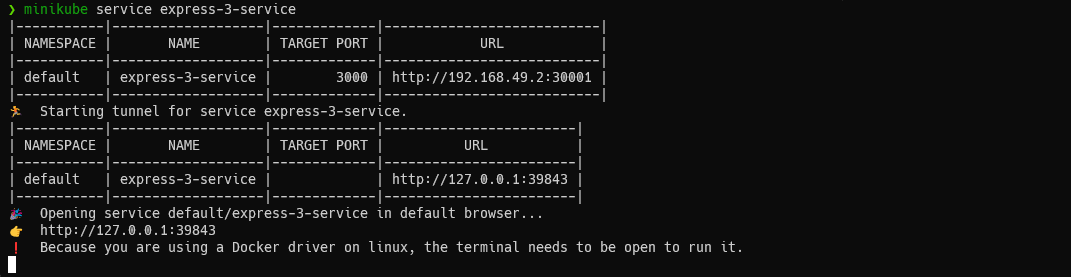 ❯ minikube service express-3-service
|-----------|-------------------|-------------|---------------------------|
| NAMESPACE |       NAME        | TARGET PORT |            URL            |
|-----------|-------------------|-------------|---------------------------|
| default   | express-3-service |        3000 | http://192.168.49.2:30001 |
|-----------|-------------------|-------------|---------------------------|
🏃  Starting tunnel for service express-3-service.
|-----------|-------------------|-------------|------------------------|
| NAMESPACE |       NAME        | TARGET PORT |          URL           |
|-----------|-------------------|-------------|------------------------|
| default   | express-3-service |             | http://127.0.0.1:39843 |
|-----------|-------------------|-------------|------------------------|
🎉  Opening service default/express-3-service in default browser...
👉  http://127.0.0.1:39843
❗  Because you are using a Docker driver on linux, the terminal needs to be open to run it.